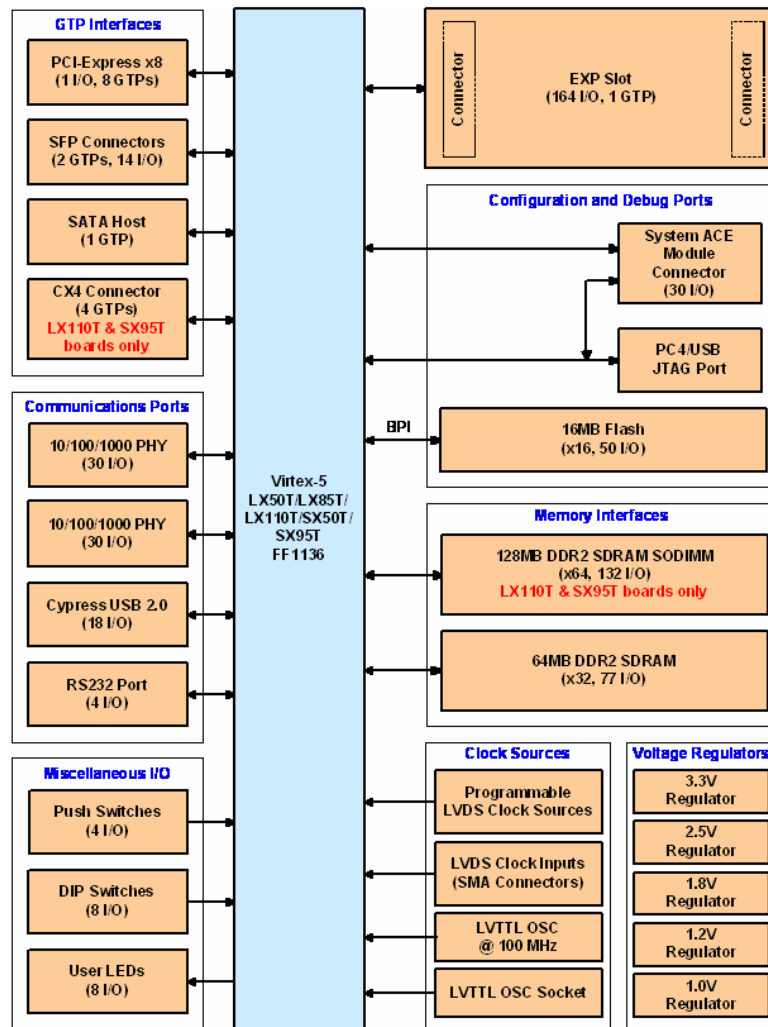 GTP Interfaces
PCI-Express x8
(1 I/O, 8 GTPs)
SFP Connectors
(2 GTPs, 14 I/O)
SATA Host
(1 GTP)
CX4 Connector
(4 GTPs)
LX110T & SX95T
boards only
Communications Ports
10/100/1000 PHY
(30 I/O)
10/100/1000 PHY
(30 I/O)
Cypress USB 2.0
(18 I/O)
RS232 Port
(4 I/O)
Miscellaneous I/O
Push Switches
(4 I/O)
DIP Switches
(8 I/O)
User LEDs
(8 I/O)
Virtex-5
LX50T/LX85T/
LX110T/SX50T/
SX95T
FF1136
Connector
EXP Slot
(164 I/O, 1 GTP)
Connector
Configuration and Debug Ports
System ACE
Module
Connector
(30 I/O)
PC4/USB
JTAG Port
BPI
16MB Flash
(x16, 50 I/O)
Memory Interfaces
128MB DDR2 SDRAM SODIMM
(x64, 132 I/O)
LX110T & SX95T boards only
64MB DDR2 SDRAM
(x32, 77 I/O)
Clock Sources
Programmable
LVDS Clock Sources
LVDS Clock Inputs
(SMA Connectors)
LVTTL OSC
@ 100 MHz
LVTTL OSC Socket
Voltage Regulators
3.3V
Regulator
2.5V
Regulator
1.8V
Regulator
1.2V
Regulator
1.0V
Regulator